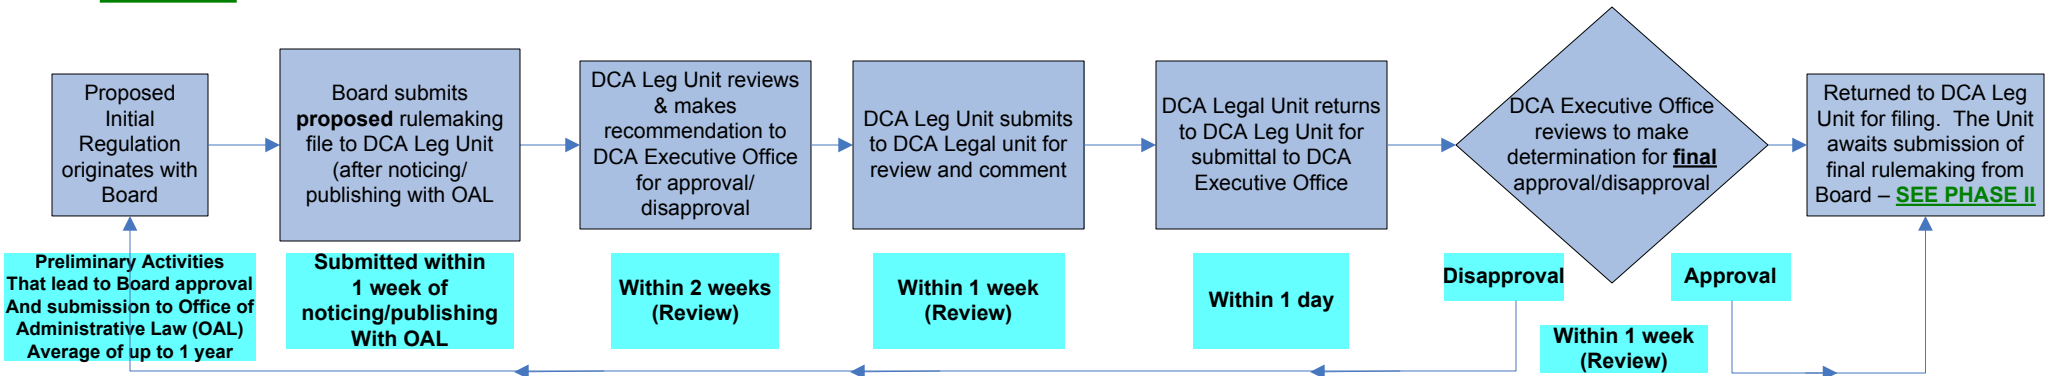 Proposed
Initial
Regulation
originates with
Board
Board submits
proposed rulemaking
file to DCA Leg Unit
(after noticing/
publishing with OAL
DCA Leg Unit reviews
& makes
recommendation to
DCA Executive Office
for approval/
disapproval
DCA Leg Unit submits
to DCA Legal unit for
review and comment
DCA Legal Unit returns
to DCA Leg Unit for
submittal to DCA
Executive Office
DCA Executive Office
reviews to make
determination for final
approval/disapproval
Returned to DCA Leg
Unit for filing. The Unit
awaits submission of
final rulemaking from
Board – SEE PHASE II
Preliminary Activities
That lead to Board approval
And submission to Office of
Administrative Law (OAL)
Average of up to 1 year
Submitted within
1 week of
noticing/publishing
With OAL
Within 2 weeks
(Review)
Within 1 week
(Review)
Within 1 day
Disapproval
Approval
Within 1 week
(Review)